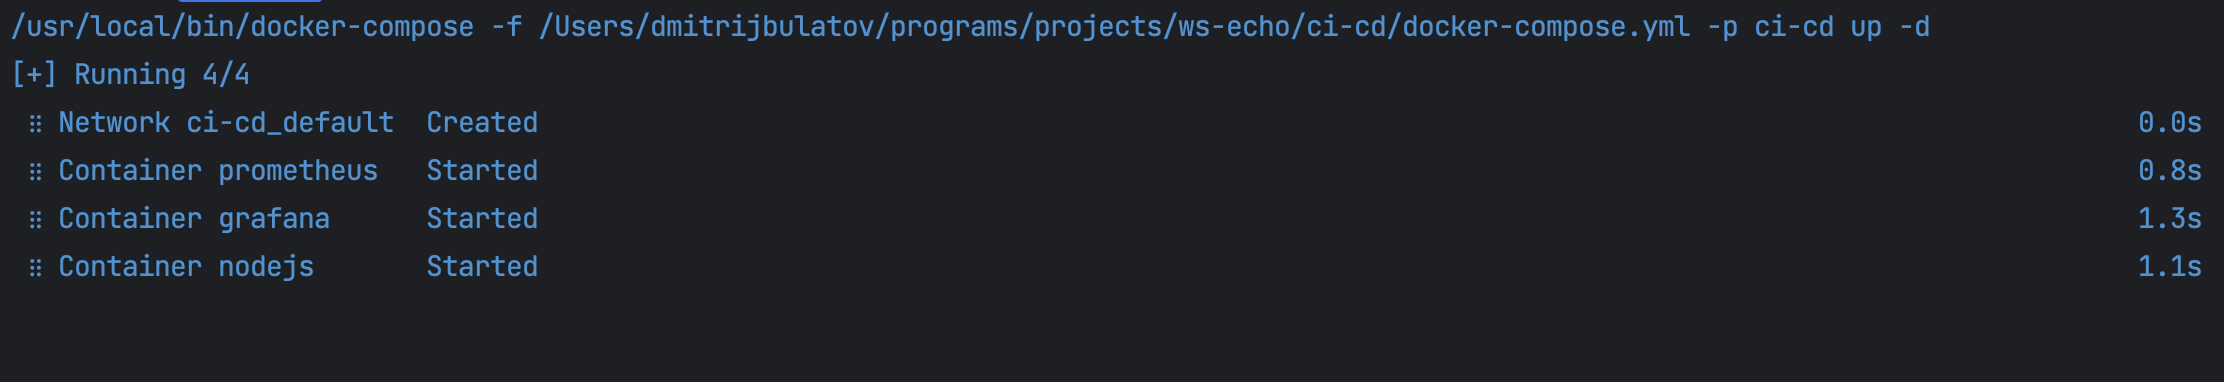 /usr/local/bin/docker-compose -f /Users/dmitrijbulatov/programs/projects/ws-echo/ci-cd/docker-compose.yml -p ci-cd up -d
[+] Running 4/4
⠿ Network ci-cd_default  Created 0.0s
⠿ Container prometheus   Started 0.8s
⠿ Container grafana      Started 1.3s
⠿ Container nodejs       Started 1.1s